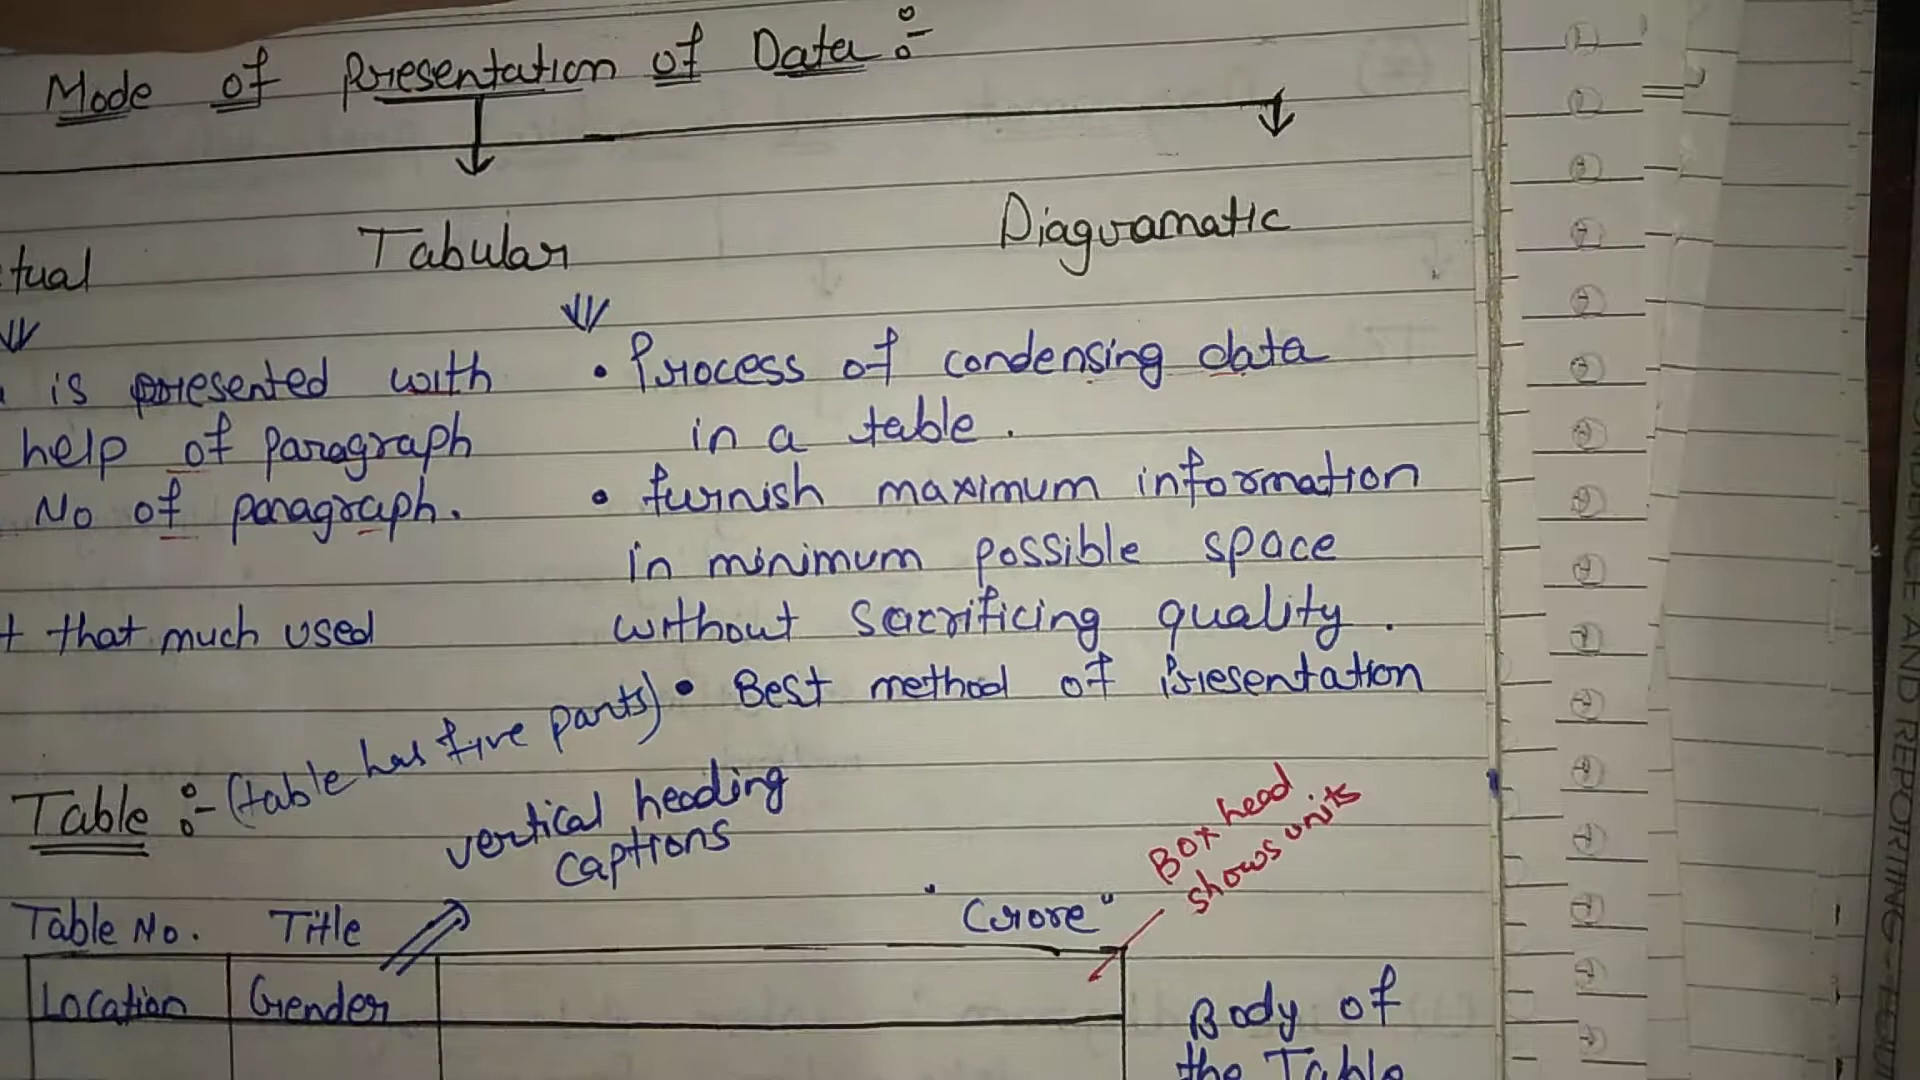 Mode of Presentation of Data :-
tual
Tabular
Diagramatic
is presented with
help of paragraph
No of paragraph.
that much used
• Process of condensing data
in a table.
• furnish maximum information
in minimum possible space
without sacrificing quality.
• Best method of Presentation
Table :- (table has five parts)
vertical heading
captions
Box head
shows units
Table No. Title "Crore"
Location Gender
Body of
the Table